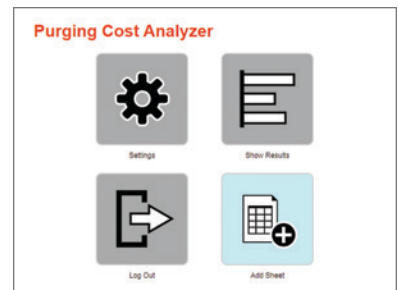 Purging Cost Analyzer
Settings
Show Results
Log Out
Add Sheet